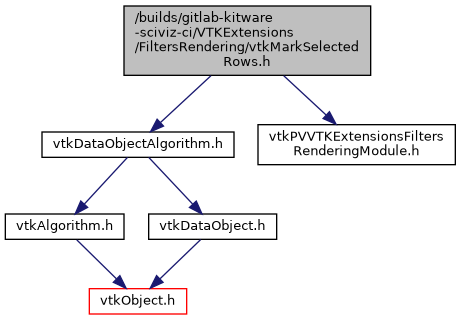 /builds/gitlab-kitware
-sciviz-ci/VTKExtensions
/FiltersRendering/vtkMarkSelected
Rows.h
vtkDataObjectAlgorithm.h
vtkPVVTKExtensionsFilters
RenderingModule.h
vtkAlgorithm.h
vtkDataObject.h
vtkObject.h